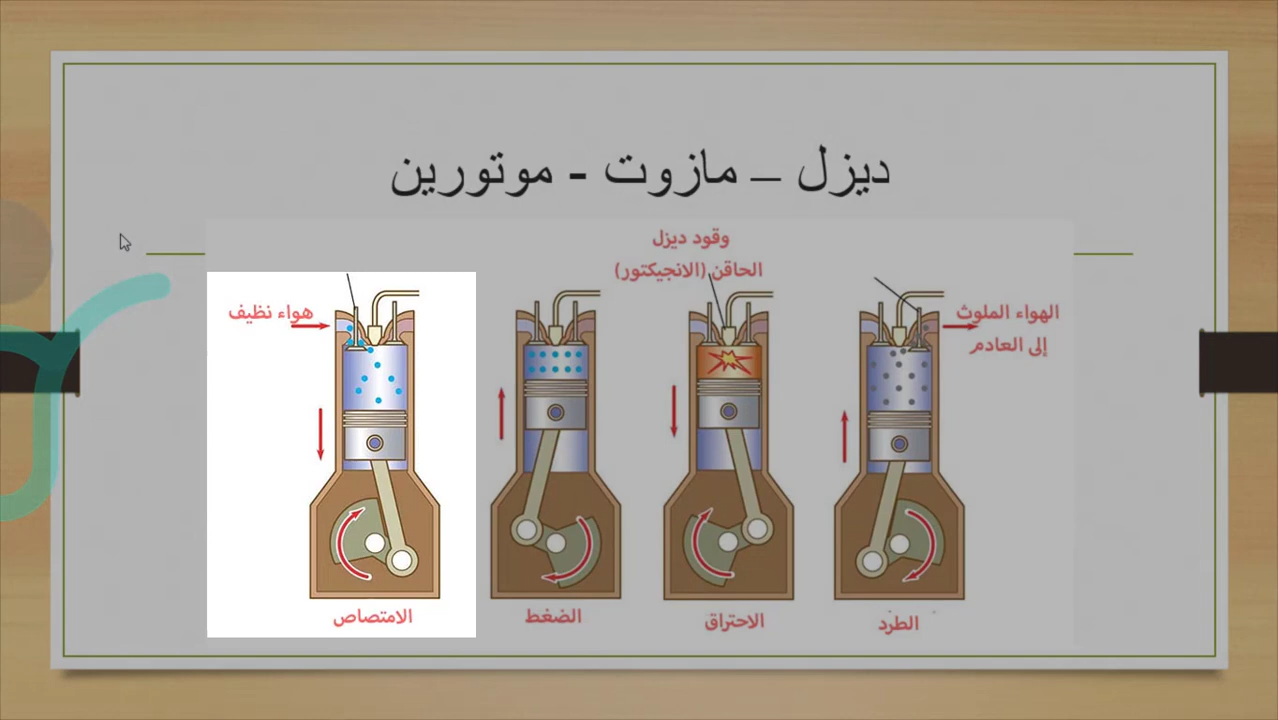 ديزل – مازوت - موتورين
وقود ديزل
الحاقن (الانجيكتور)
هواء نظيف
الهواء الملوث
إلى العادم
الامتصاص
الضغط
الاحتراق
الطرد